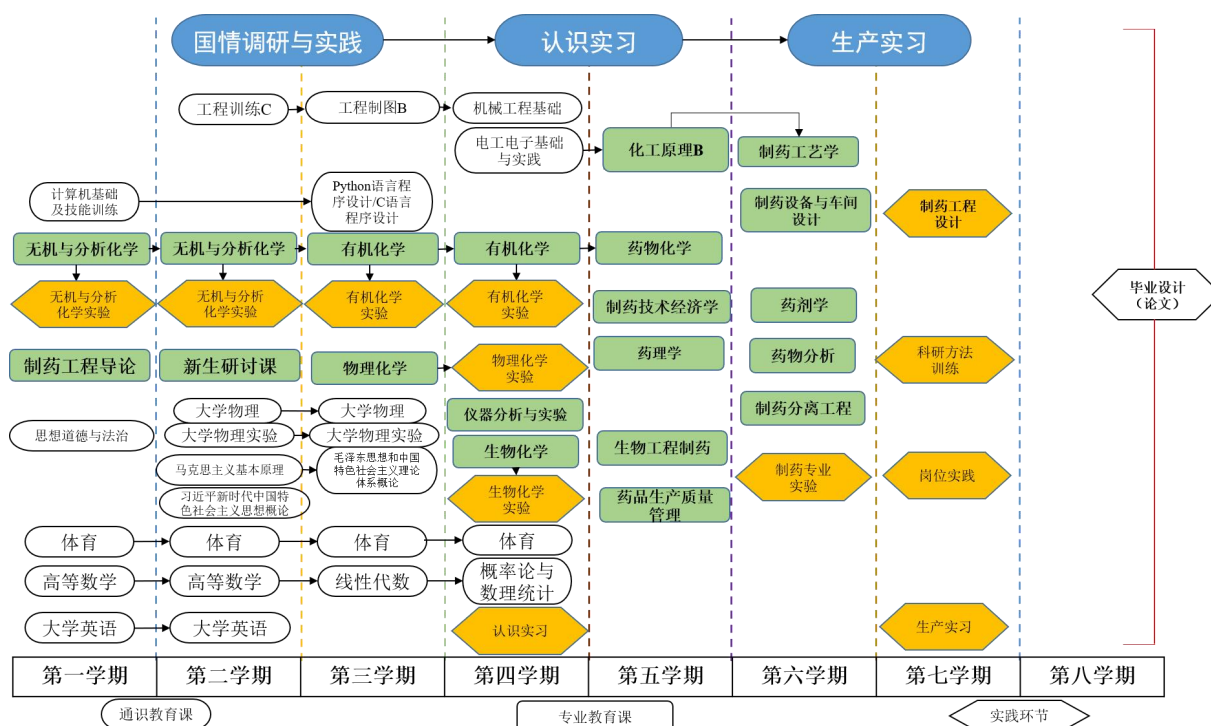 国情调研与实践
认识实习
生产实习
工程训练C
工程制图B
机械工程基础
电工电子基础
与实践
化工原理B
制药工艺学
计算机基础
及技能训练
Python语言程
序设计/C语言
程序设计
制药设备与车间
设计
制药工程
设计
无机与分析化学
无机与分析化学
有机化学
有机化学
药物化学
无机与分析
化学实验
无机与分析
化学实验
有机化学
实验
有机化学
实验
制药技术经济学
药剂学
毕业设计
（论文）
制药工程导论
新生研讨课
物理化学
物理化学
实验
药理学
药物分析
科研方法
训练
大学物理
大学物理
仪器分析与实验
制药分离工程
思想道德与法治
大学物理实验
大学物理实验
生物化学
生物工程制药
马克思主义基本原理
毛泽东思想和中国
特色社会主义理论
体系概论
生物化学
实验
制药专业
实验
岗位实践
习近平新时代中国特
色社会主义思想概论
药品生产质量
管理
体育
体育
体育
体育
高等数学
高等数学
线性代数
概率论与
数理统计
大学英语
大学英语
认识实习
生产实习
第一学期
第二学期
第三学期
第四学期
第五学期
第六学期
第七学期
第八学期
通识教育课
专业教育课
实践环节